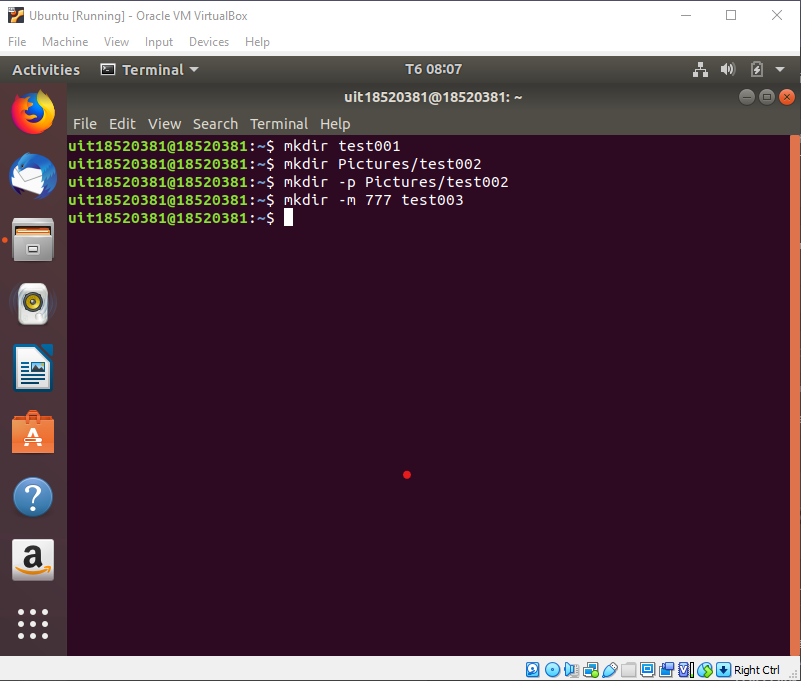 Ubuntu [Running] - Oracle VM VirtualBox
File Machine View Input Devices Help
Activities Terminal T6 08:07
uit18520381@18520381: ~
File Edit View Search Terminal Help
uit18520381@18520381:~$ mkdir test001
uit18520381@18520381:~$ mkdir Pictures/test002
uit18520381@18520381:~$ mkdir -p Pictures/test002
uit18520381@18520381:~$ mkdir -m 777 test003
uit18520381@18520381:~$
Right Ctrl